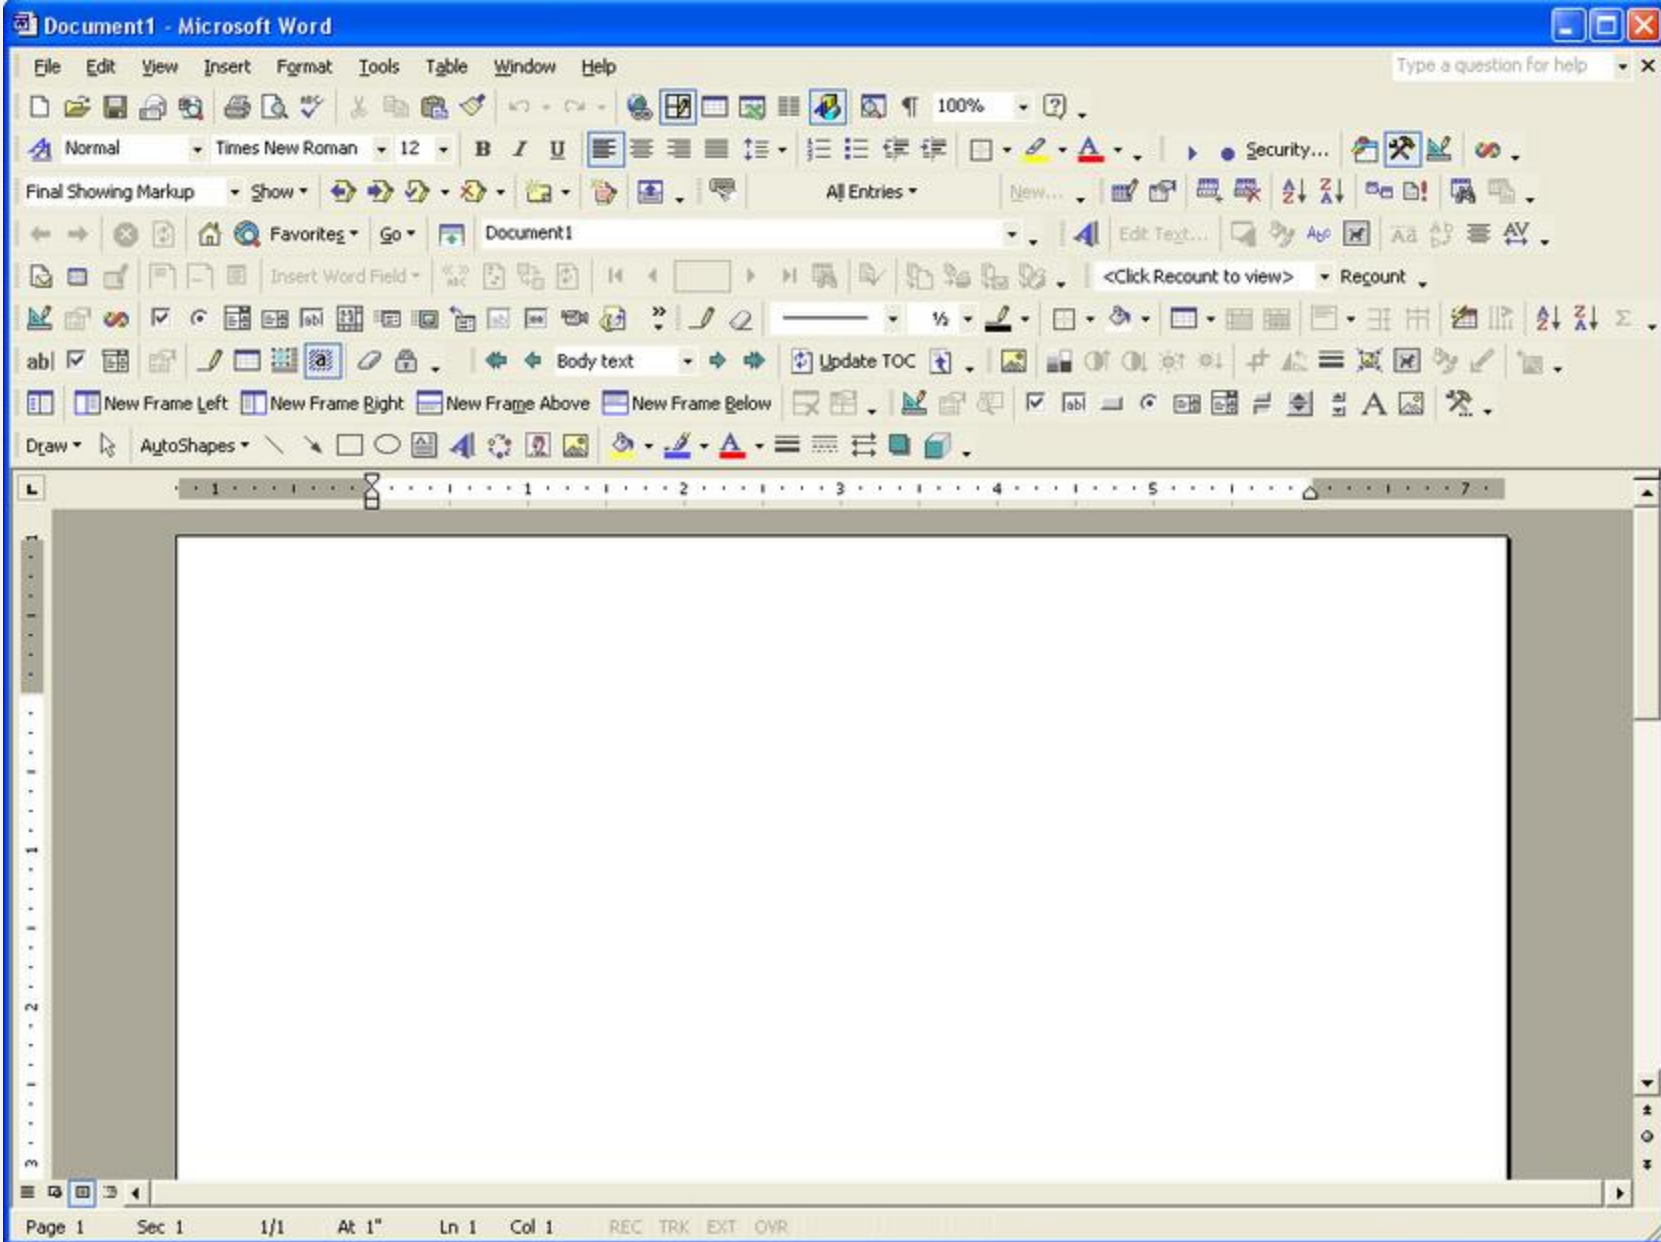 Document1 - Microsoft Word
File Edit View Insert Format Tools Table Window Help Type a question for help
100%
Normal Times New Roman 12 B I U A Security...
Final Showing Markup Show All Entries New...
Favorites Go Document1 Edit Text...
Insert Word Field <Click Recount to view> Recount
½
ab| Body text Update TOC
New Frame Left New Frame Right New Frame Above New Frame Below A
Draw AutoShapes A
L 1 1 2 3 4 5 7
1
1
2
3
Page 1 Sec 1 1/1 At 1" Ln 1 Col 1 REC TRK EXT OVR